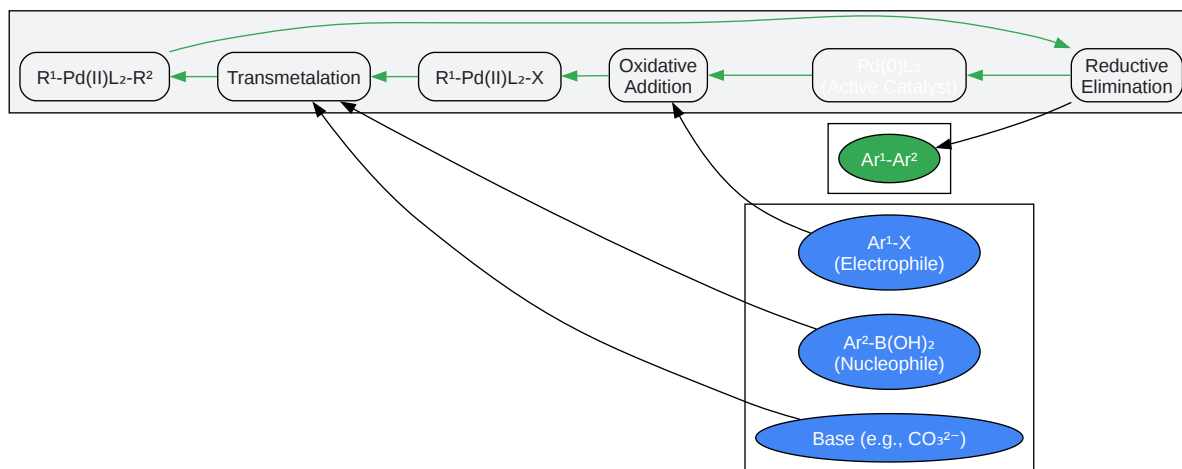 R¹-Pd(II)L₂-R²
Transmetalation
R¹-Pd(II)L₂-X
Oxidative
Addition
Pd(0)L₂
(Active Catalyst)
Reductive
Elimination
Ar¹-Ar²
Ar¹-X
(Electrophile)
Ar²-B(OH)₂
(Nucleophile)
Base (e.g., CO₃²⁻)